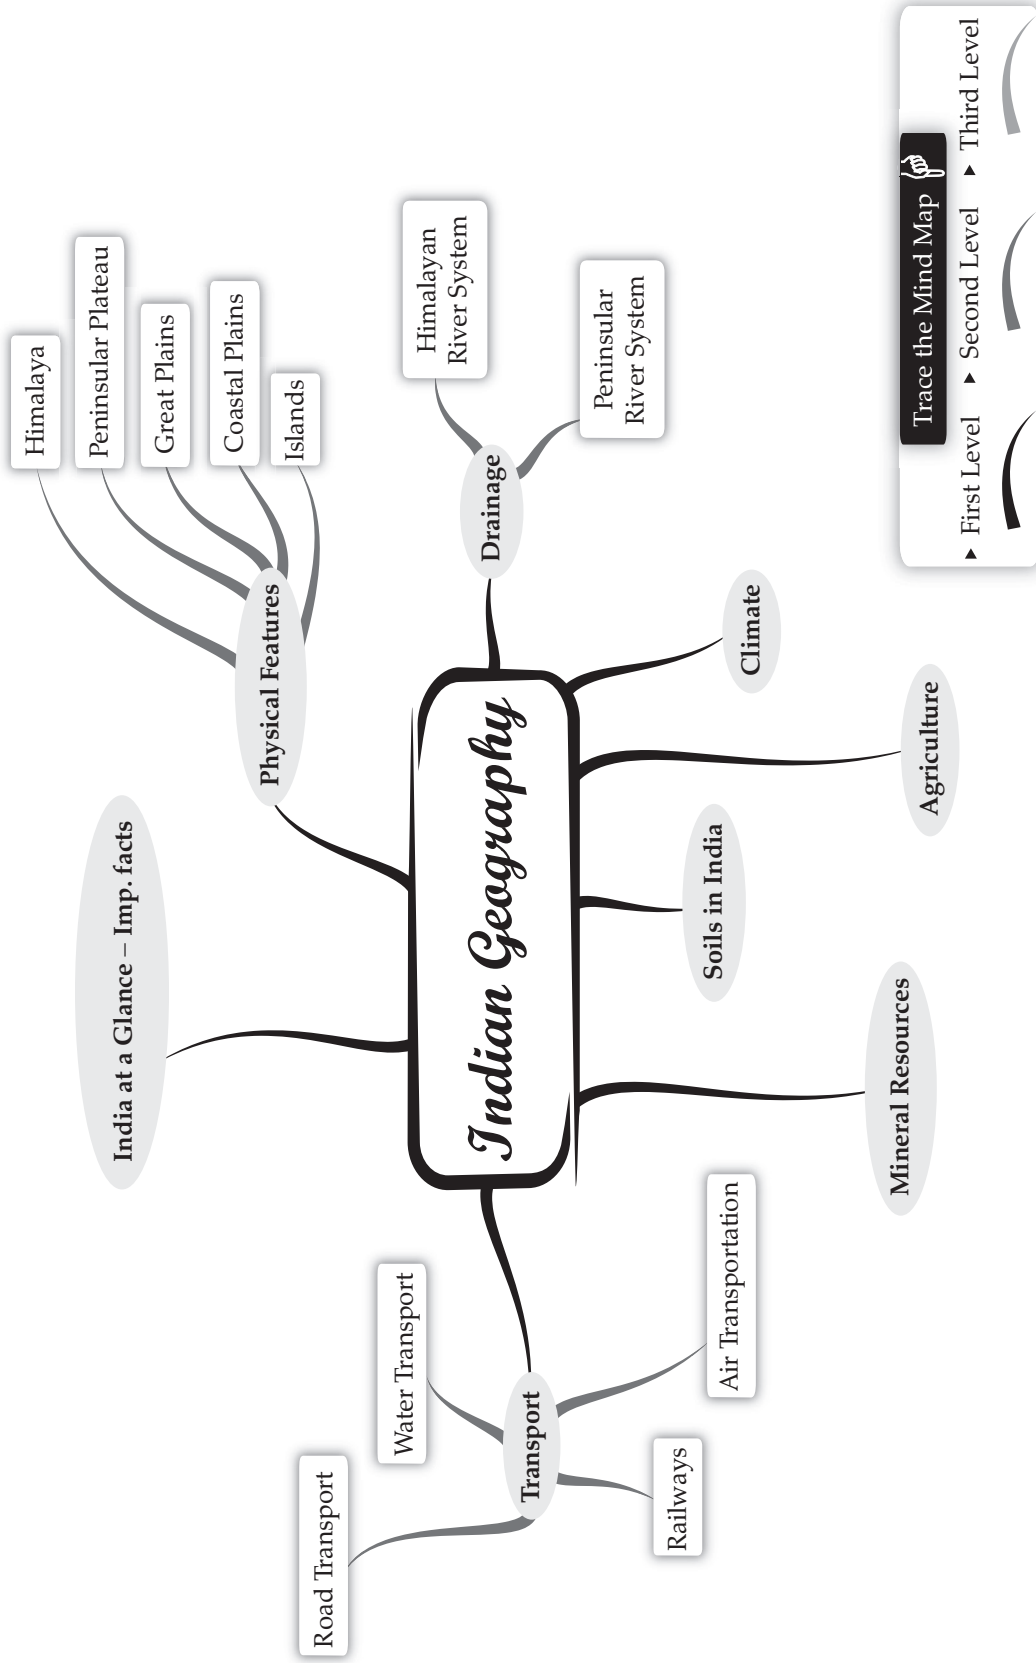 India at a Glance – Imp. facts
Physical Features
Himalaya
Peninsular Plateau
Great Plains
Coastal Plains
Islands
Road Transport
Water Transport
Transport
Railways
Air Transportation
Indian Geography
Drainage
Himalayan
River System
Peninsular
River System
Climate
Soils in India
Agriculture
Mineral Resources
Trace the Mind Map
First Level
Second Level
Third Level